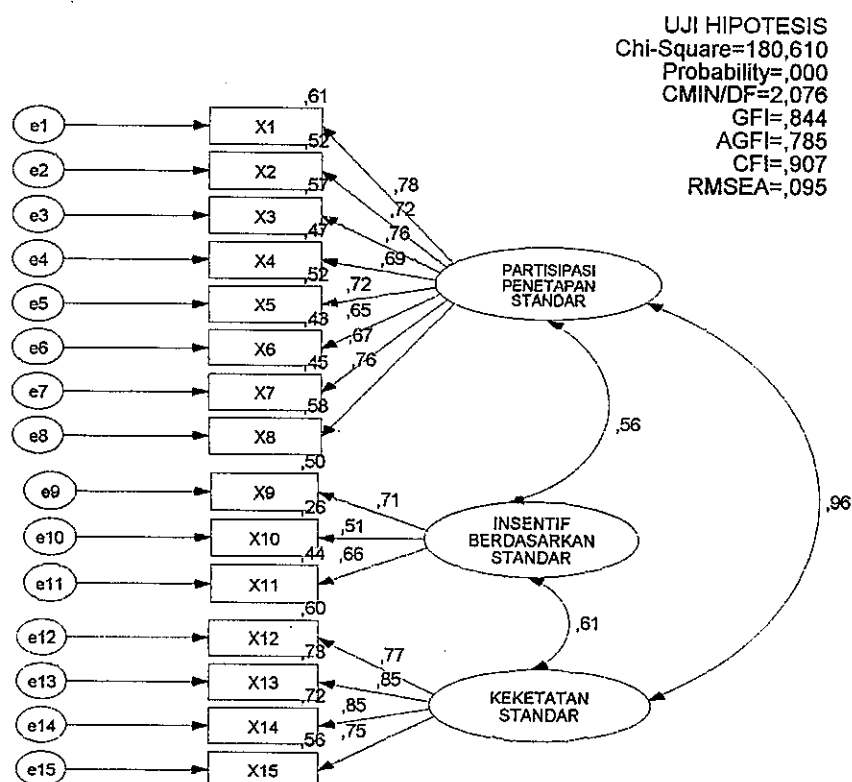 UJI HIPOTESIS
Chi-Square=180,610
Probability=,000
CMIN/DF=2,076
GFI=,844
AGFI=,785
CFI=,907
RMSEA=,095
,61
e1
X1
,52
e2
X2
,57
e3
X3
,47
e4
X4
,52
e5
X5
,43
e6
X6
,45
e7
X7
,58
e8
X8
,78
,72
,76
,69
,72
,65
,67
,76
PARTISIPASI
PENETAPAN
STANDAR
,56
,96
,50
e9
X9
,26
e10
X10
,44
e11
X11
,71
,51
,66
INSENTIF
BERDASARKAN
STANDAR
,61
,60
e12
X12
,73
e13
X13
,72
e14
X14
,56
e15
X15
,77
,85
,85
,75
KEKETATAN
STANDAR